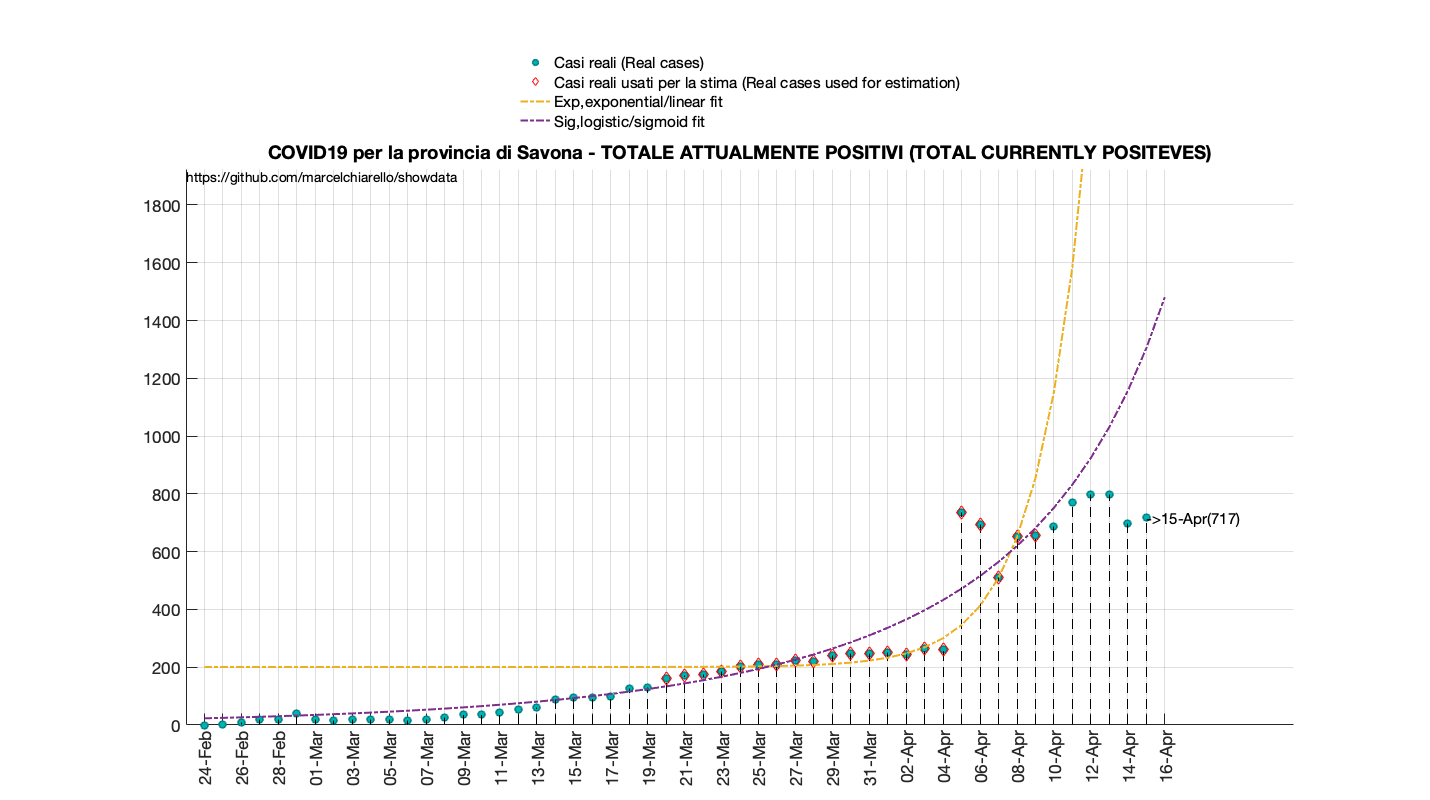 Casi reali (Real cases)
Casi reali usati per la stima (Real cases used for estimation)
Exp,exponential/linear fit
Sig,logistic/sigmoid fit
COVID19 per la provincia di Savona - TOTALE ATTUALMENTE POSITIVI (TOTAL CURRENTLY POSITEVES)
https://github.com/marcelchiarello/showdata
1800
1600
1400
1200
1000
800
600
400
200
0
>15-Apr(717)
24-Feb
26-Feb
28-Feb
01-Mar
03-Mar
05-Mar
07-Mar
09-Mar
11-Mar
13-Mar
15-Mar
17-Mar
19-Mar
21-Mar
23-Mar
25-Mar
27-Mar
29-Mar
31-Mar
02-Apr
04-Apr
06-Apr
08-Apr
10-Apr
12-Apr
14-Apr
16-Apr